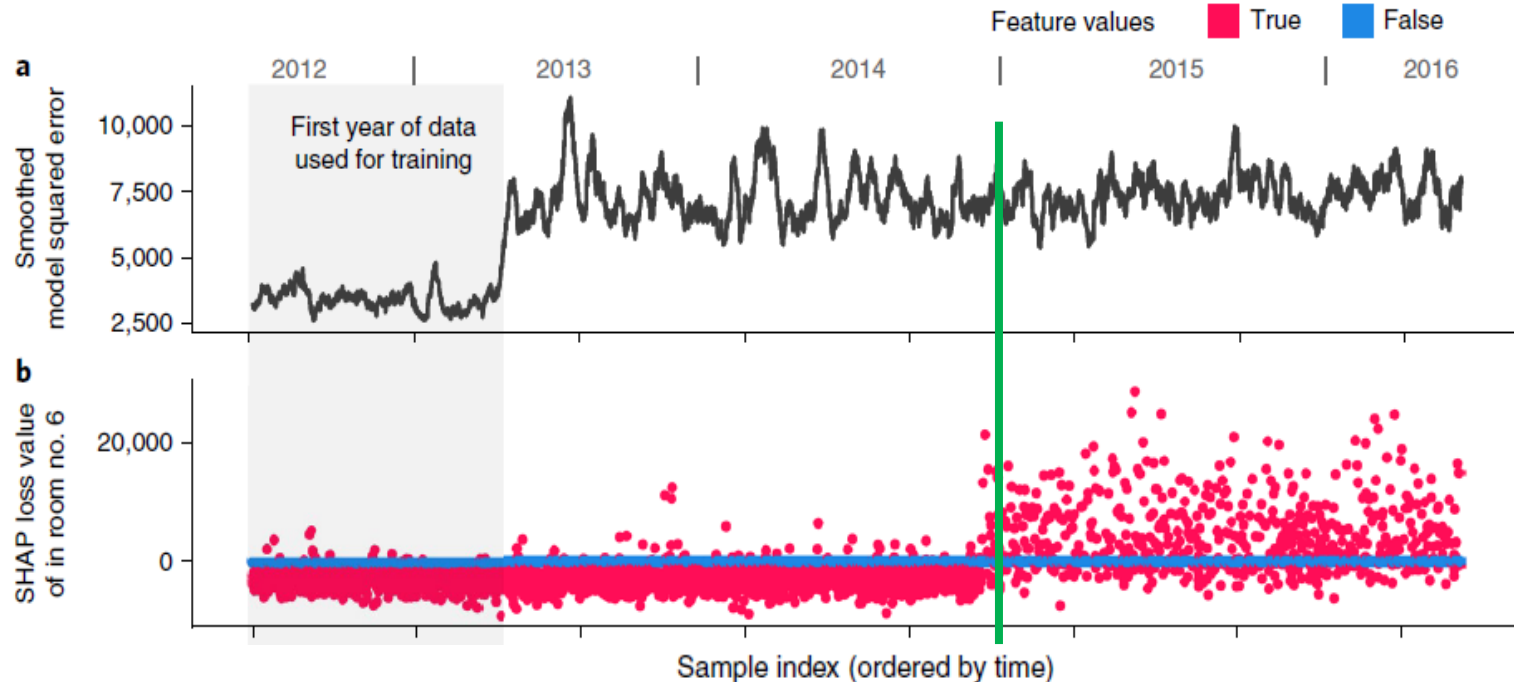 Feature values True False
a
2012 | 2013 | 2014 | 2015 | 2016
Smoothed
model squared error
10,000
7,500
5,000
2,500
First year of data
used for training
b
SHAP loss value
of in room no. 6
20,000
0
Sample index (ordered by time)